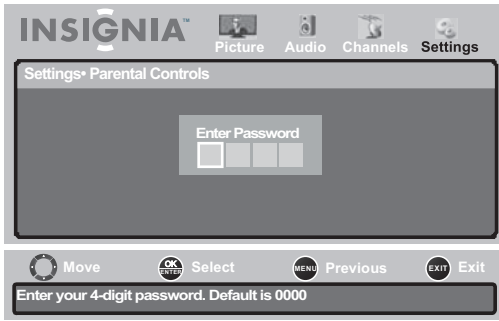 INSIGNIA™
Picture Audio Channels Settings
Settings• Parental Controls
Enter Password
Move OK ENTER Select MENU Previous EXIT Exit
Enter your 4-digit password. Default is 0000